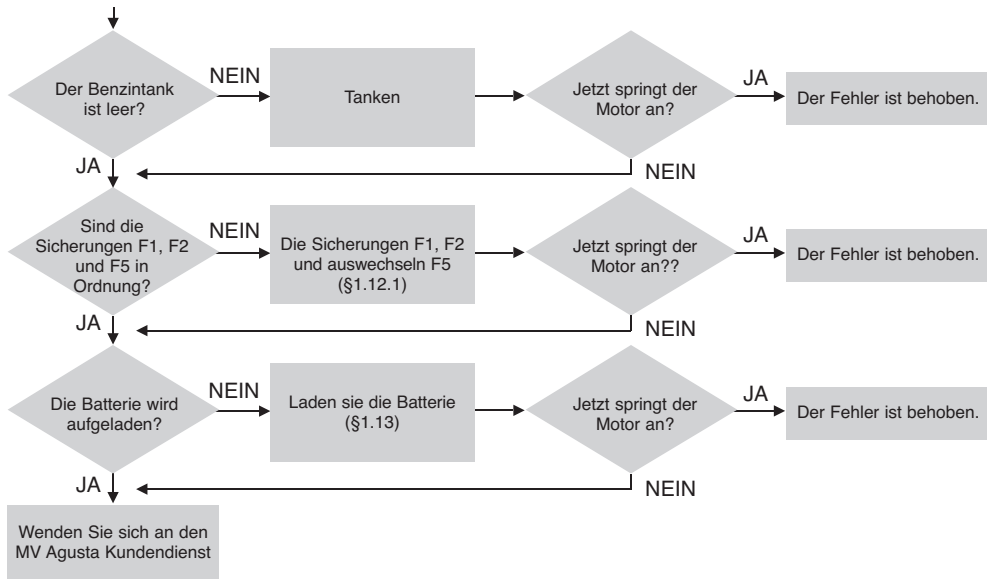 Der Benzintank
ist leer?
NEIN
Tanken
Jetzt springt der
Motor an?
JA
Der Fehler ist behoben.
JA
NEIN
Sind die
Sicherungen F1, F2
und F5 in
Ordnung?
NEIN
Die Sicherungen F1, F2
und auswechseln F5
(§1.12.1)
Jetzt springt der
Motor an??
JA
Der Fehler ist behoben.
JA
NEIN
Die Batterie wird
aufgeladen?
NEIN
Laden sie die Batterie
(§1.13)
Jetzt springt der
Motor an?
JA
Der Fehler ist behoben.
JA
NEIN
Wenden Sie sich an den
MV Agusta Kundendienst